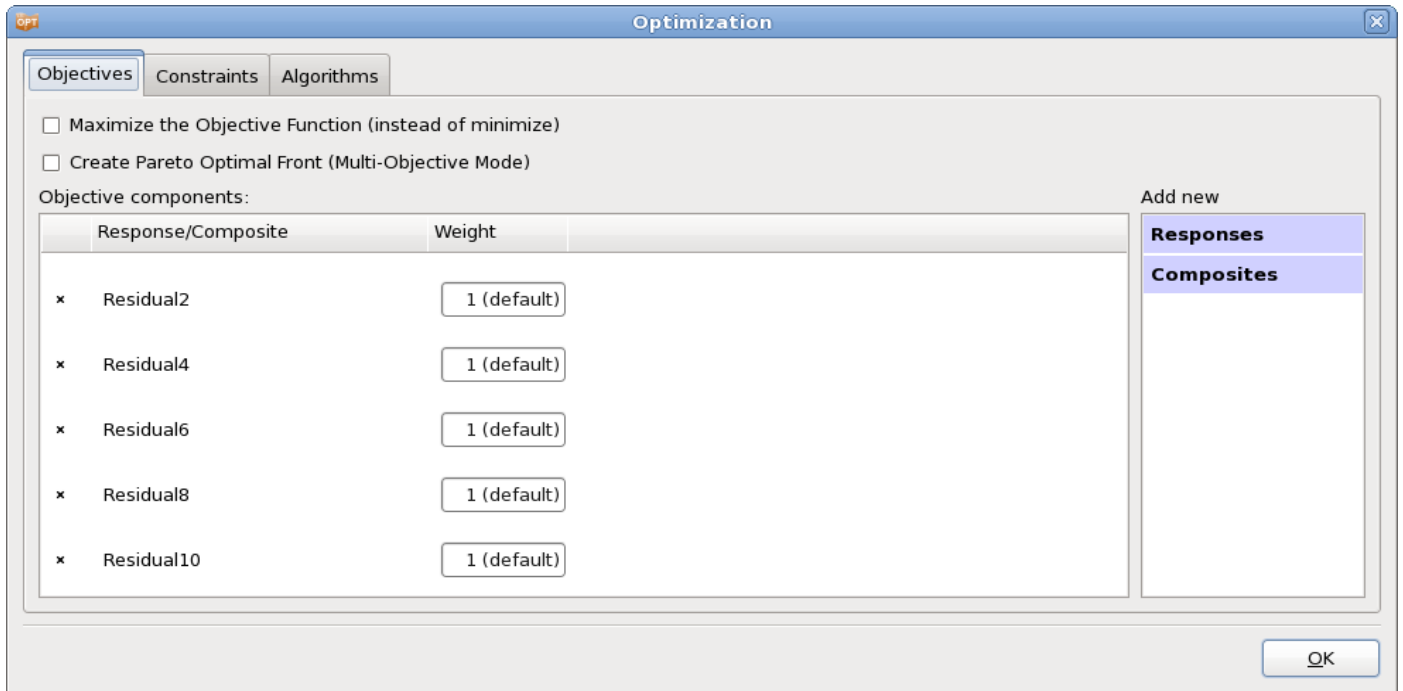 OPT Optimization
Objectives Constraints Algorithms
Maximize the Objective Function (instead of minimize)
Create Pareto Optimal Front (Multi-Objective Mode)
Objective components: Add new
Response/Composite Weight Responses
Composites
Residual2 1 (default)
Residual4 1 (default)
Residual6 1 (default)
Residual8 1 (default)
Residual10 1 (default)
OK